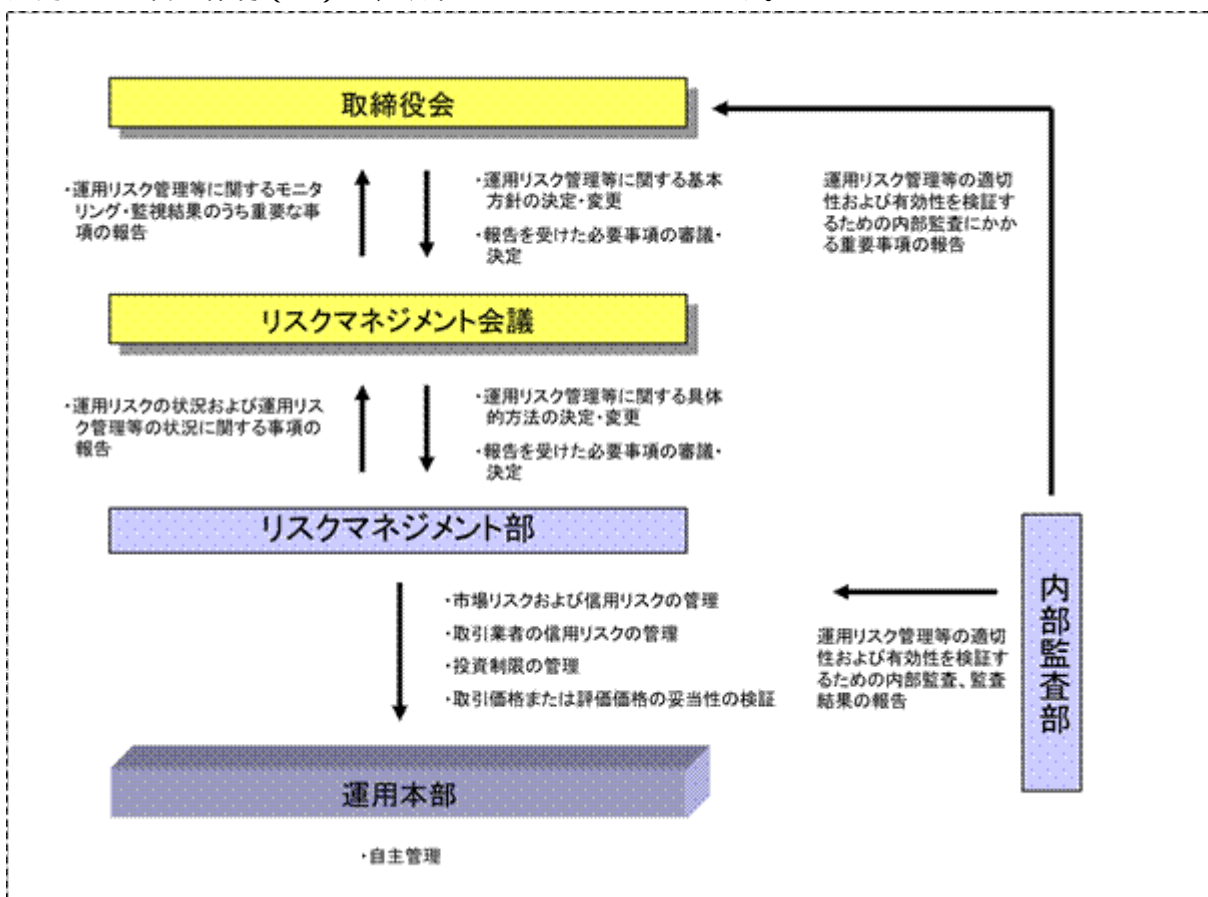 取締役会
・運用リスク管理等に関するモニ
タリング・監視結果のうち重要な事
項の報告
・運用リスク管理等に関する基本
方針の決定・変更
・報告を受けた必要事項の審議・
決定
運用リスク管理等の適切
性および有効性を検証す
るための内部監査にかか
る重要事項の報告
リスクマネジメント会議
・運用リスクの状況および運用リス
ク管理等の状況に関する事項の
報告
・運用リスク管理等に関する具体
的方法の決定・変更
・報告を受けた必要事項の審議・
決定
リスクマネジメント部
・市場リスクおよび信用リスクの管理
・取引業者の信用リスクの管理
・投資制限の管理
・取引価格または評価価格の妥当性の検証
運用リスク管理等の適切
性および有効性を検証す
るための内部監査、監査
結果の報告
内部監査部
運用本部
・自主管理